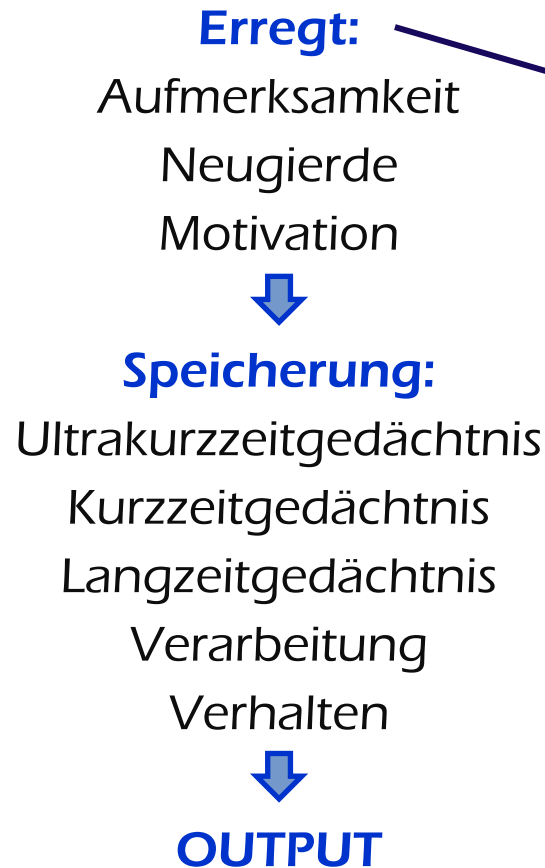 Erregt:
Aufmerksamkeit
Neugierde
Motivation
Speicherung:
Ultrakurzzeitgedächtnis
Kurzzeitgedächtnis
Langzeitgedächtnis
Verarbeitung
Verhalten
OUTPUT